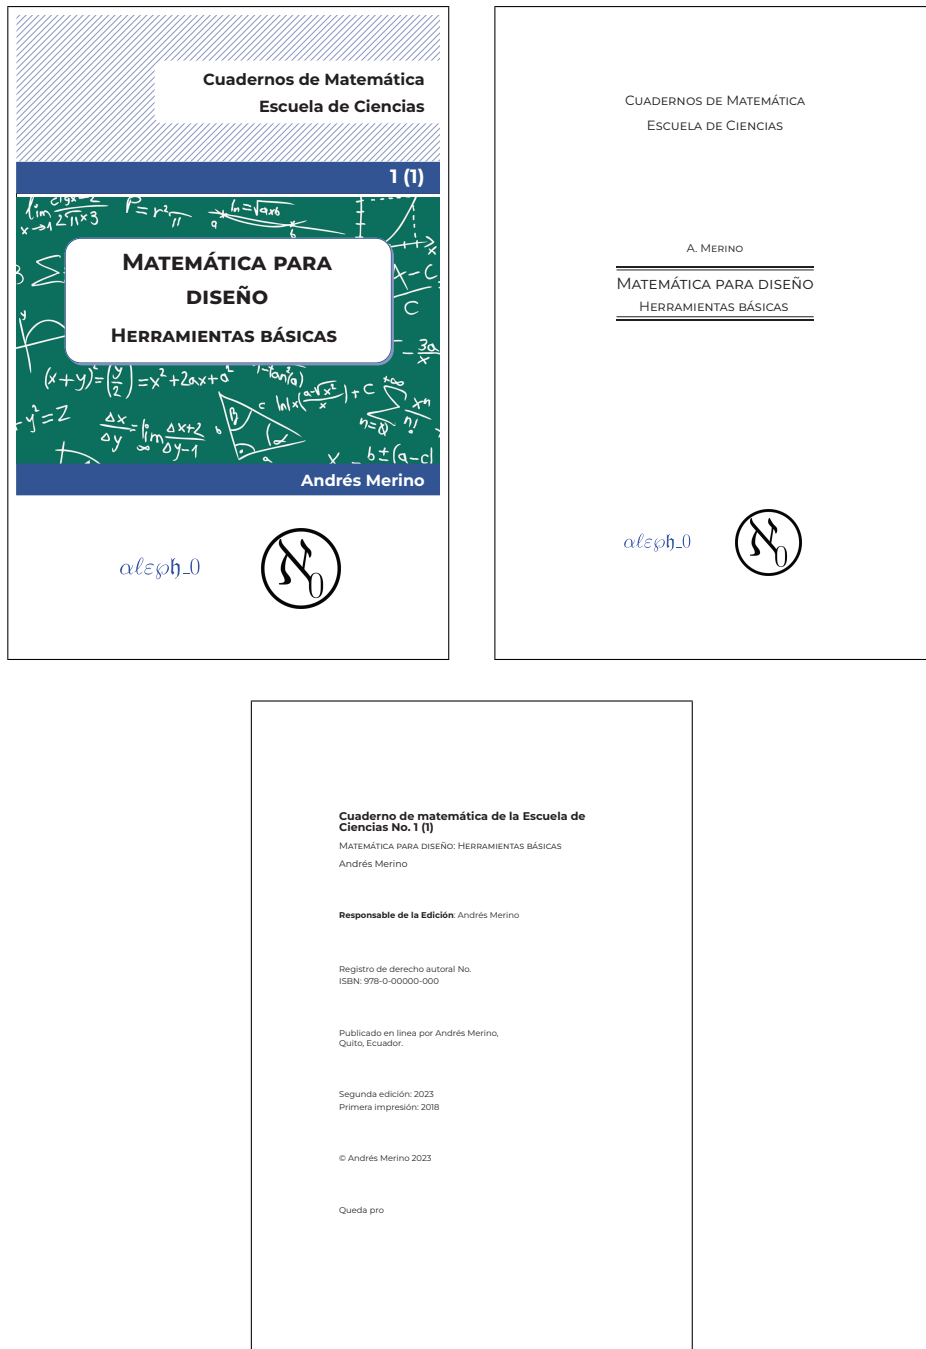 Cuadernos de Matemática
Escuela de Ciencias
1 (1)
MATEMÁTICA PARA
DISEÑO
HERRAMIENTAS BÁSICAS
Andrés Merino
ℵ0
CUADERNOS DE MATEMÁTICA
ESCUELA DE CIENCIAS
A. MERINO
MATEMÁTICA PARA DISEÑO
HERRAMIENTAS BÁSICAS
ℵ0
Cuaderno de matemática de la Escuela de
Ciencias No. 1 (1)
MATEMÁTICA PARA DISEÑO: HERRAMIENTAS BÁSICAS
Andrés Merino
Responsable de la Edición: Andrés Merino
Registro de derecho autoral No.
ISBN: 978-0-00000-000
Publicado en linea por Andrés Merino,
Quito, Ecuador.
Segunda edición: 2023
Primera impresión: 2018
© Andrés Merino 2023
Queda pro